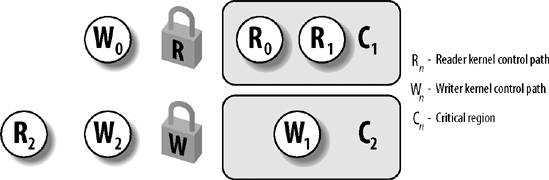 W0 R R0 R1 C1
R2 W2 W W1 C2
Rn - Reader kernel control path
Wn - Writer kernel control path
Cn - Critical region